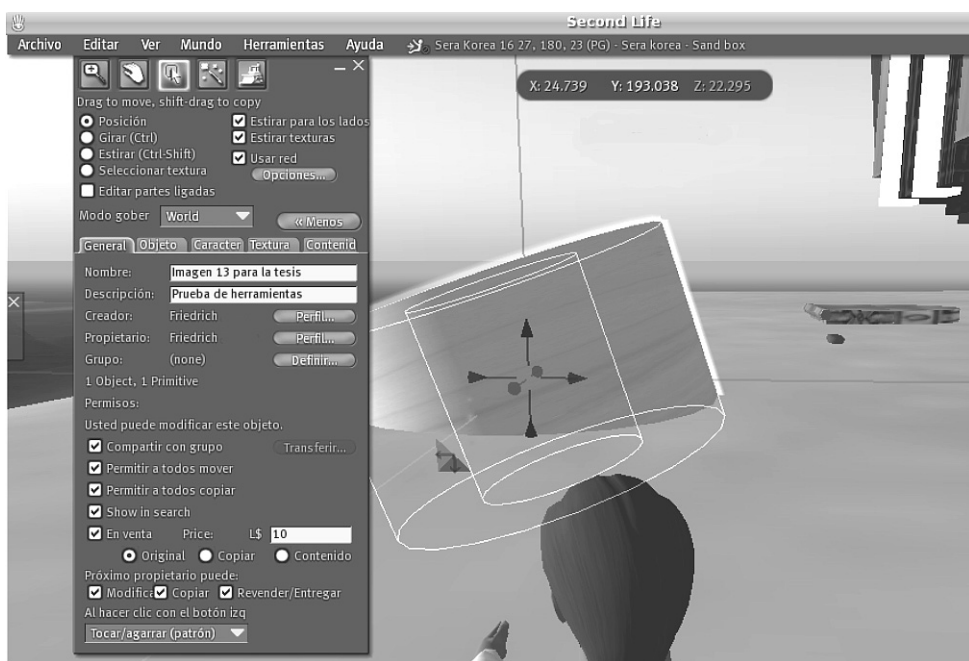 Second Life
Archivo Editar Ver Mundo Herramientas Ayuda Sera Korea 16 27, 180, 23 (PG) - Sera korea - Sand box
X: 24.739 Y: 193.038 Z: 22.295
Drag to move, shift-drag to copy
Posición Estirar para los lados
Girar (Ctrl) Estirar texturas
Estirar (Ctrl-Shift) Usar red
Seleccionar textura Opciones...
Editar partes ligadas
Modo gober World « Menos
General Objeto Caracter Textura Contenid
Nombre: Imagen 13 para la tesis
Descripción: Prueba de herramientas
Creador: Friedrich Perfil...
Propietario: Friedrich Perfil...
Grupo: (none) Definir...
1 Object, 1 Primitive
Permisos:
Usted puede modificar este objeto.
Compartir con grupo Transferir...
Permitir a todos mover
Permitir a todos copiar
Show in search
En venta Price: L$ 10
Original Copiar Contenido
Próximo propietario puede:
Modifica Copiar Revender/Entregar
Al hacer clic con el botón izq
Tocar/agarrar (patrón)